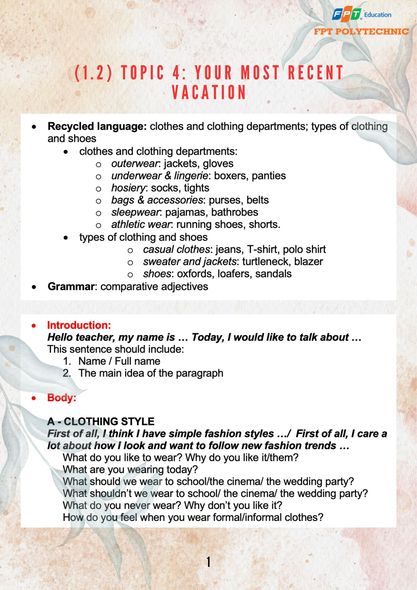 FPT Education
FPT POLYTECHNIC
(1.2) TOPIC 4: YOUR MOST RECENT
VACATION
• Recycled language: clothes and clothing departments; types of clothing
and shoes
• clothes and clothing departments:
o outerwear: jackets, gloves
o underwear & lingerie: boxers, panties
o hosiery: socks, tights
o bags & accessories: purses, belts
o sleepwear: pajamas, bathrobes
o athletic wear: running shoes, shorts.
• types of clothing and shoes
o casual clothes: jeans, T-shirt, polo shirt
o sweater and jackets: turtleneck, blazer
o shoes: oxfords, loafers, sandals
• Grammar: comparative adjectives
• Introduction:
Hello teacher, my name is … Today, I would like to talk about …
This sentence should include:
1. Name / Full name
2. The main idea of the paragraph
• Body:
A - CLOTHING STYLE
First of all, I think I have simple fashion styles …/ First of all, I care a
lot about how I look and want to follow new fashion trends …
What do you like to wear? Why do you like it/them?
What are you wearing today?
What should we wear to school/the cinema/ the wedding party?
What shouldn't we wear to school/ the cinema/ the wedding party?
What do you never wear? Why don't you like it?
How do you feel when you wear formal/informal clothes?
1